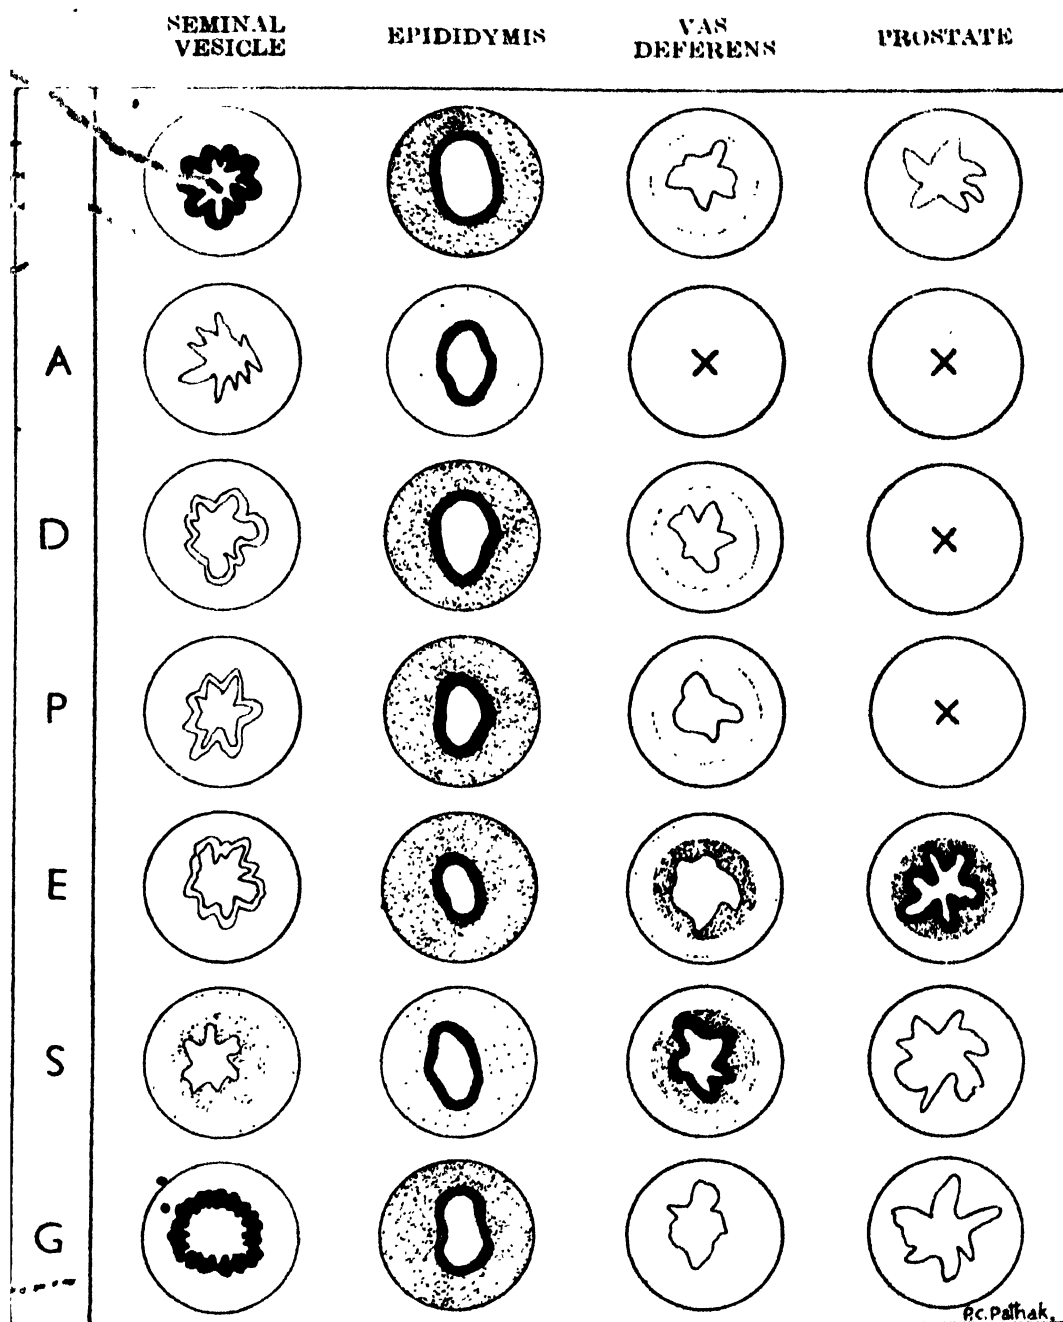 SEMINAL
VESICLE
EPIDIDYMIS
VAS
DEFERENS
PROSTATE
A
X
X
D
X
P
X
E
S
G
P.C. Pathak.